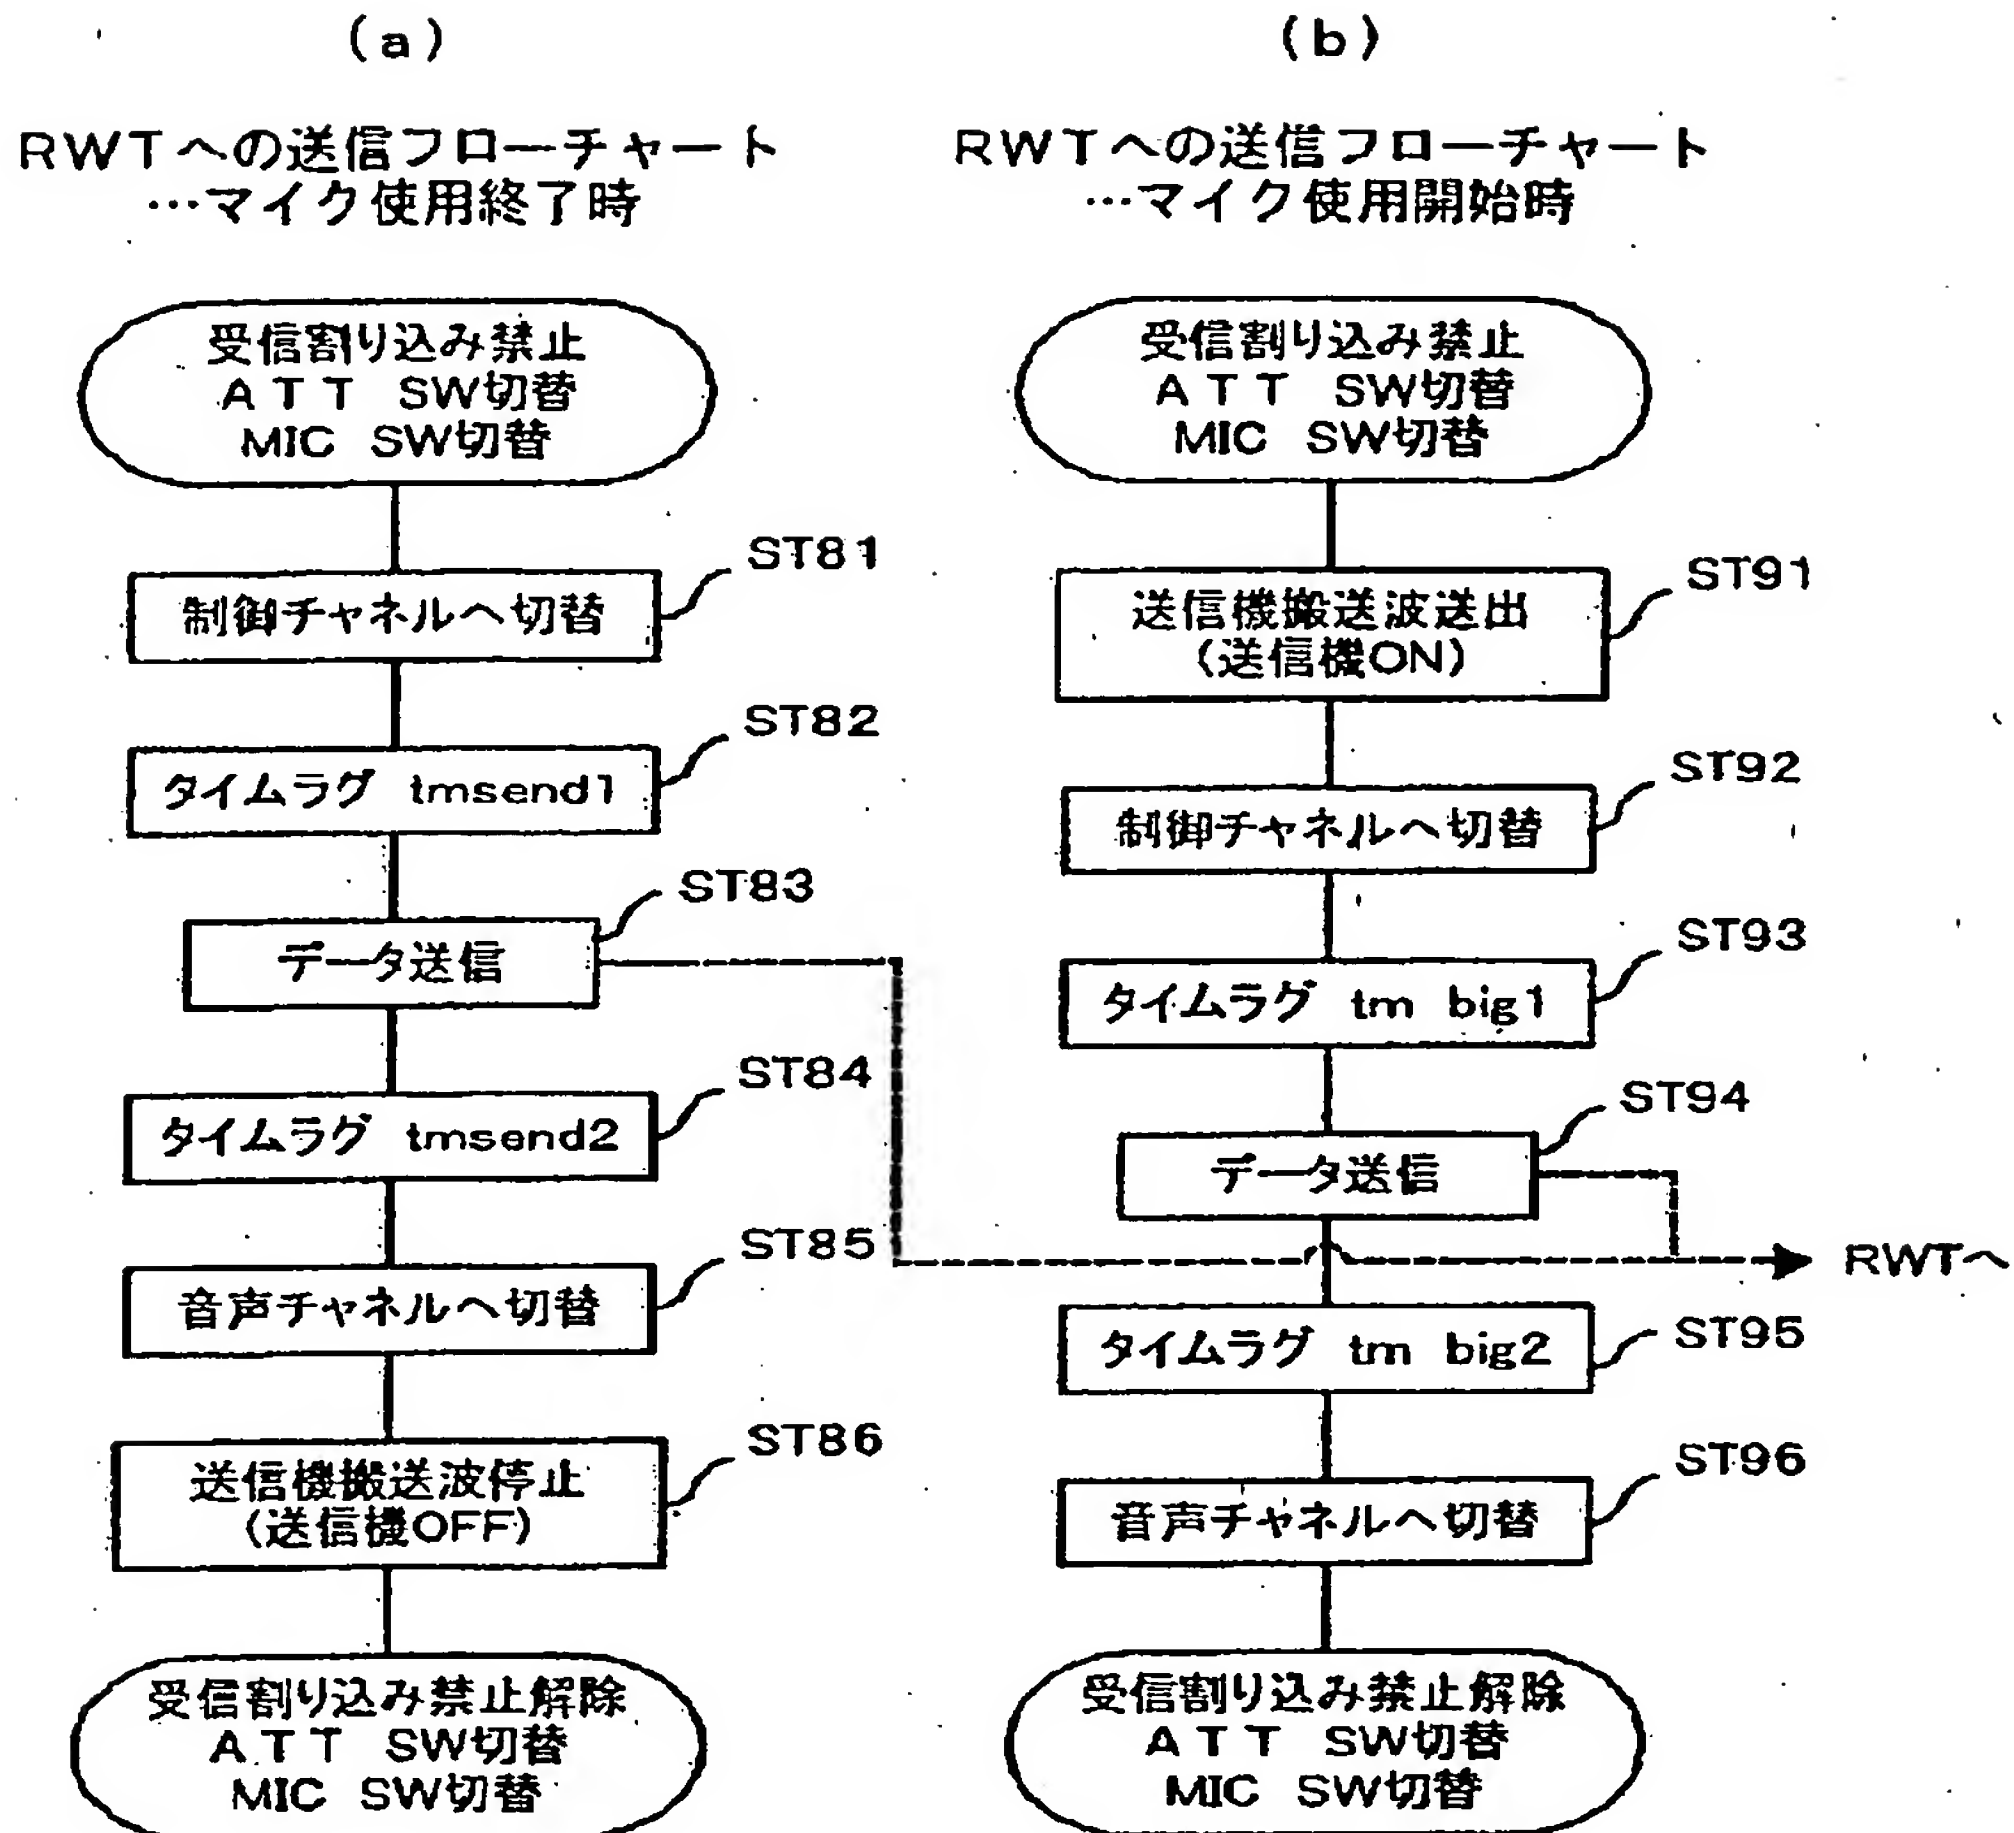 (a)
RWTへの送信フローチャート
…マイク使用終了時
受信割り込み禁止
ATT SW切替
MIC SW切替
ST81
制御チャネルへ切替
ST82
タイムラグ tmsend1
ST83
データ送信
ST84
タイムラグ tmsend2
ST85
音声チャネルへ切替
ST86
送信機搬送波停止
(送信機OFF)
受信割り込み禁止解除
ATT SW切替
MIC SW切替
(b)
RWTへの送信フローチャート
…マイク使用開始時
受信割り込み禁止
ATT SW切替
MIC SW切替
ST91
送信機搬送波送出
(送信機ON)
ST92
制御チャネルへ切替
ST93
タイムラグ tm big1
ST94
データ送信
RWTへ
ST95
タイムラグ tm big2
ST96
音声チャネルへ切替
受信割り込み禁止解除
ATT SW切替
MIC SW切替